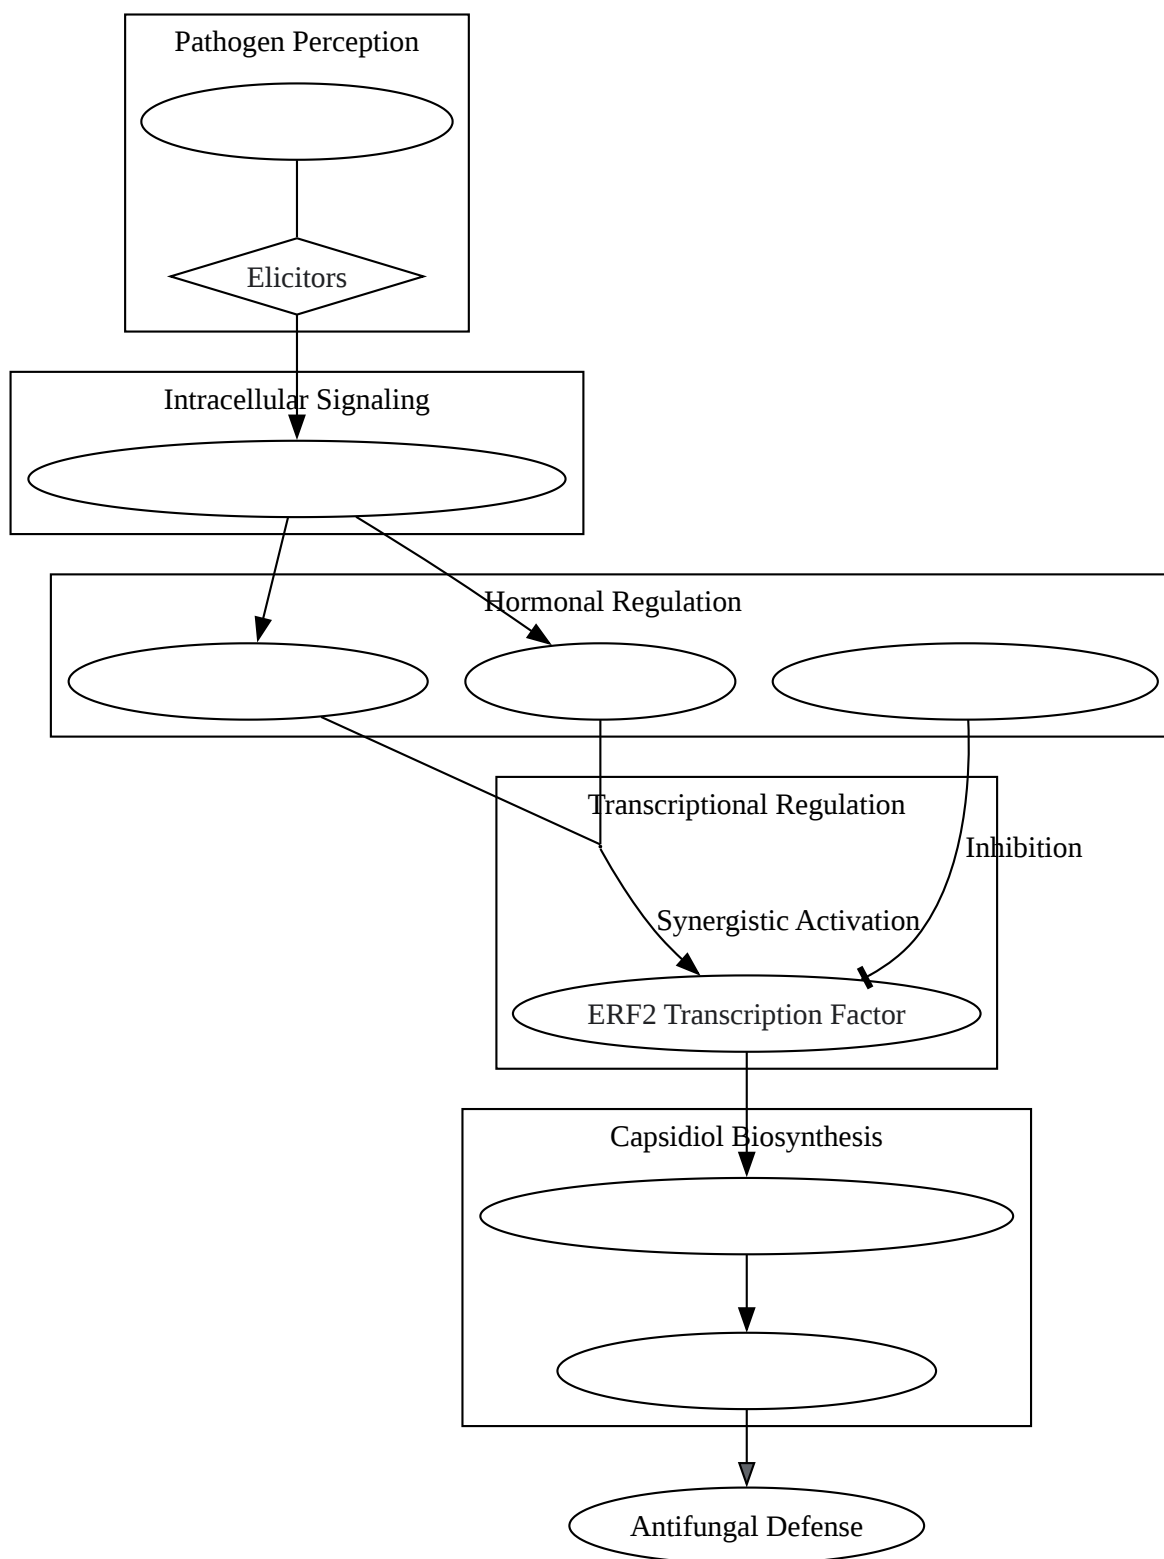 Pathogen Perception
Elicitors
Intracellular Signaling
Hormonal Regulation
Transcriptional Regulation
Inhibition
Synergistic Activation
ERF2 Transcription Factor
Capsidiol Biosynthesis
Antifungal Defense